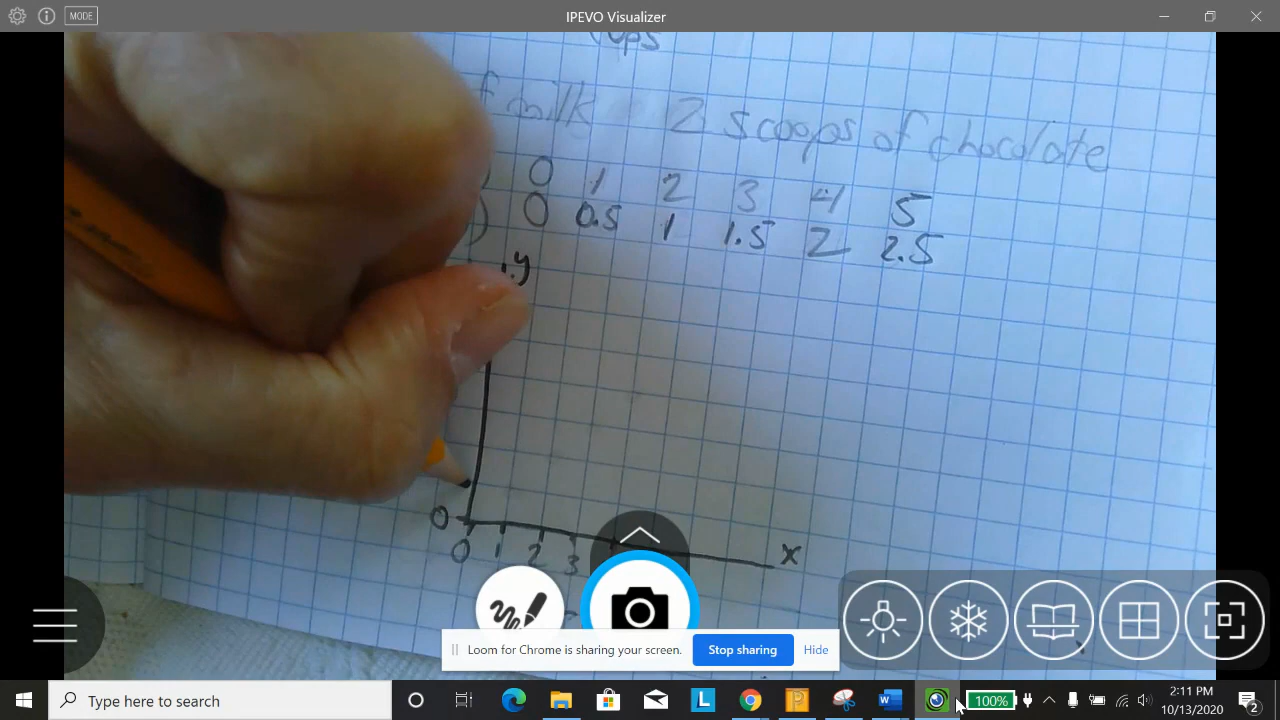 MODE
IPEVO Visualizer
milk 2 scoops of choclate
) 0 1 2 3 4 5
) 0 0.5 1 1.5 2 2.5
y
0
0 1 2 3
x
Loom for Chrome is sharing your screen. Stop sharing Hide
Type here to search
L
P
W
100%
2:11 PM
10/13/2020
2